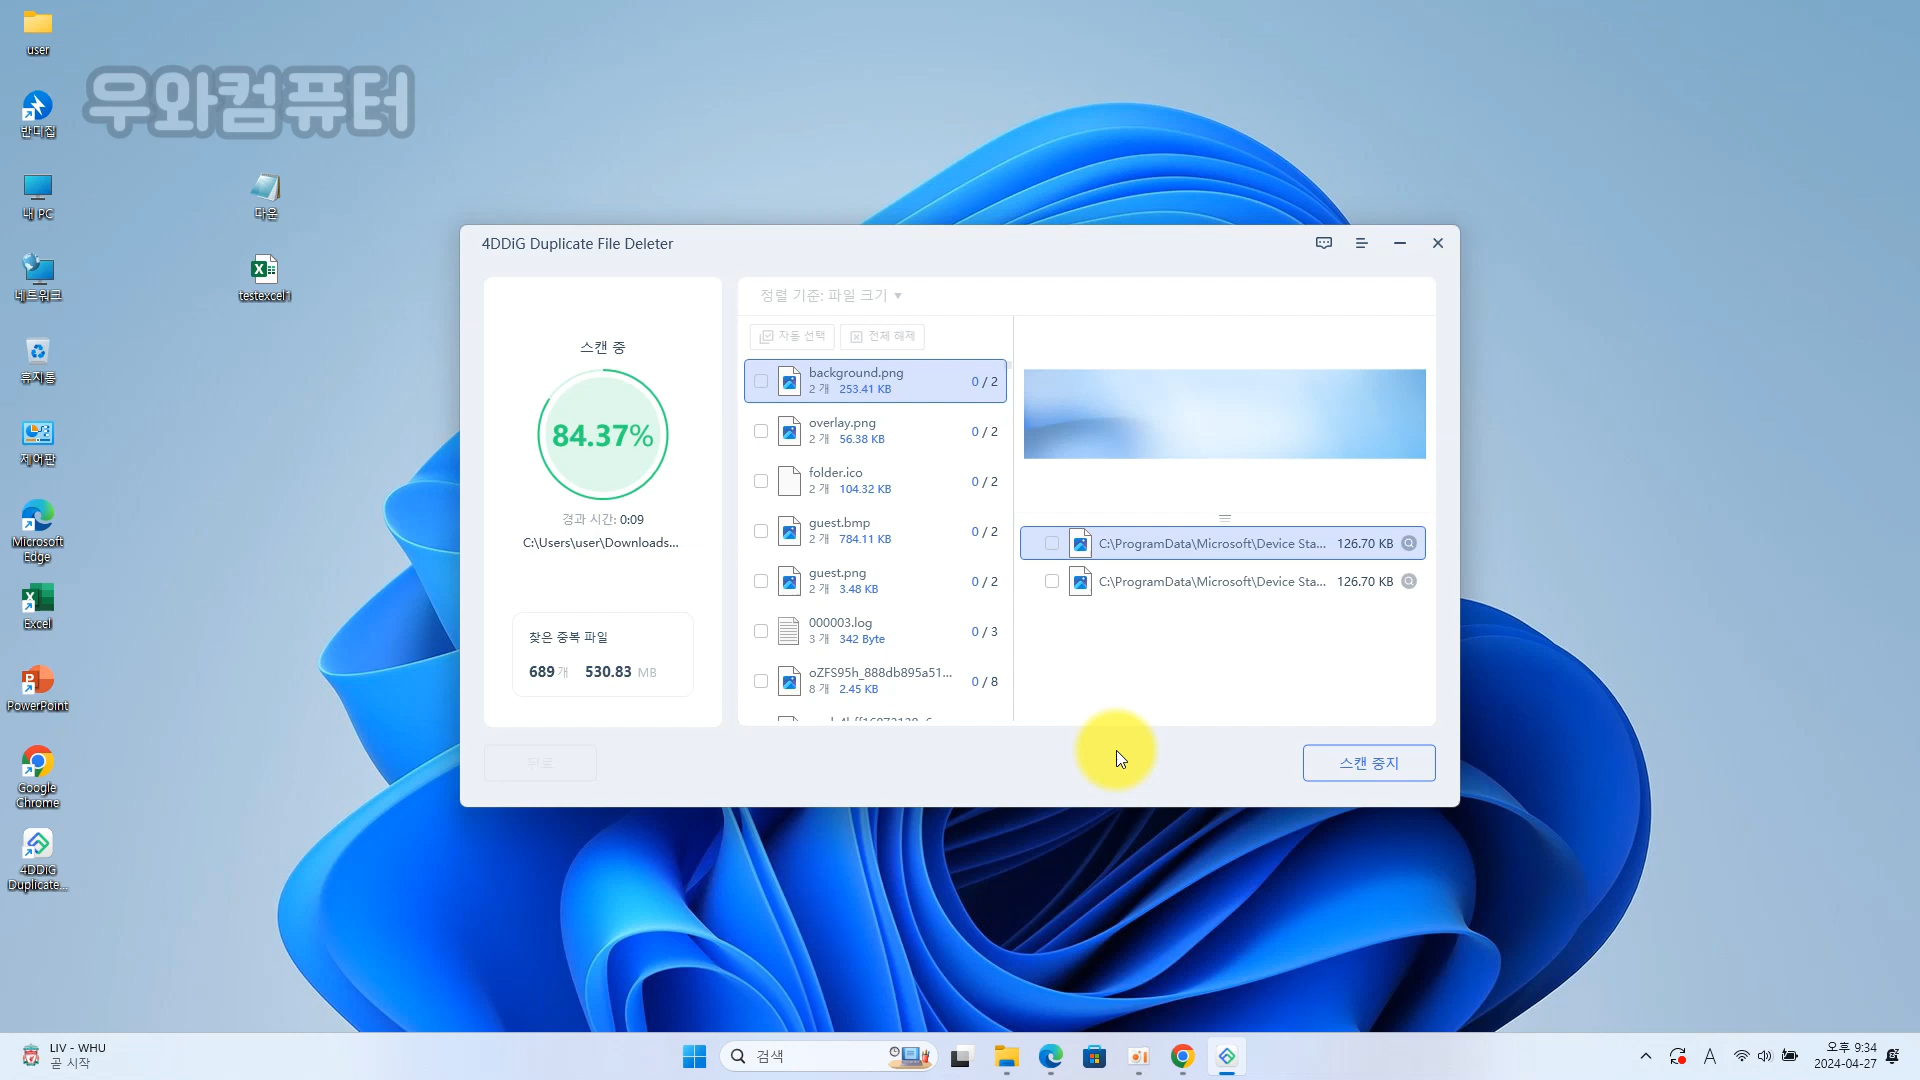 우와컴퓨터
user
반디집
내 PC
네트워크
휴지통
제어판
Microsoft
Edge
Excel
PowerPoint
Google
Chrome
4DDiG
Duplicate...
다운
testexcel1
4DDiG Duplicate File Deleter
스캔 중
84.37%
경과 시간: 0:09
C:\Users\user\Downloads...
찾은 중복 파일
689 개 530.83 MB
정렬 기준: 파일 크기 ▾
자동 선택
전체 해제
background.png
2 개 253.41 KB
0 / 2
overlay.png
2 개 56.38 KB
0 / 2
folder.ico
2 개 104.32 KB
0 / 2
guest.bmp
2 개 784.11 KB
0 / 2
guest.png
2 개 3.48 KB
0 / 2
000003.log
3 개 342 Byte
0 / 3
oZFS95h_888db895a51...
8 개 2.45 KB
0 / 8
C:\ProgramData\Microsoft\Device Sta... 126.70 KB
C:\ProgramData\Microsoft\Device Sta... 126.70 KB
뒤로
스캔 중지
LIV - WHU
곧 시작
검색
A
오후 9:34
2024-04-27